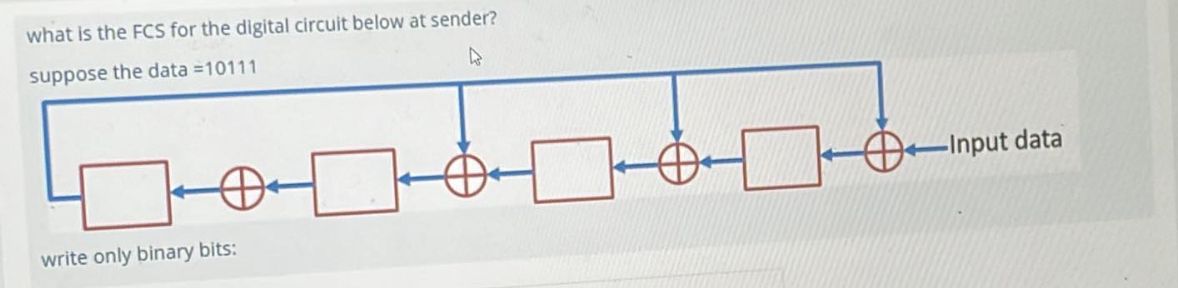 what is the FCS for the digital circuit below at sender?
suppose the data =10111
Input data
write only binary bits: